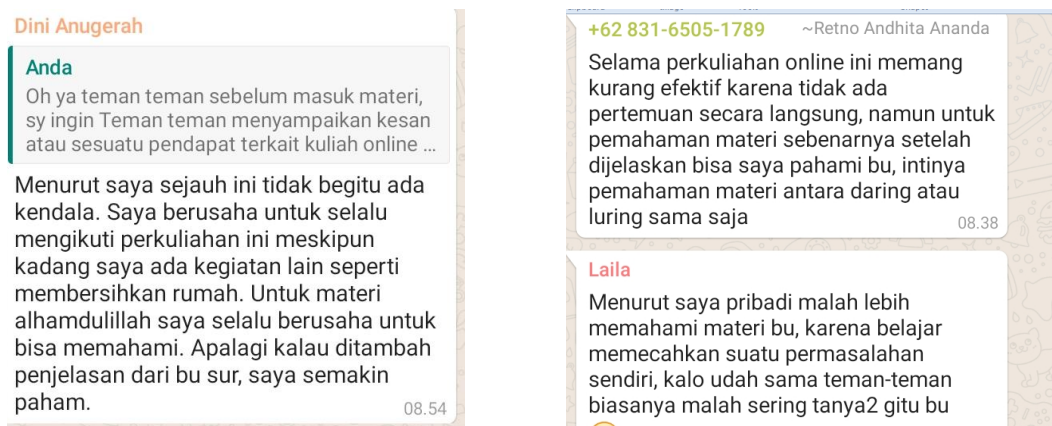 Dini Anugerah
Anda
Oh ya teman teman sebelum masuk materi,
sy ingin Teman teman menyampaikan kesan
atau sesuatu pendapat terkait kuliah online ...
Menurut saya sejauh ini tidak begitu ada
kendala. Saya berusaha untuk selalu
mengikuti perkuliahan ini meskipun
kadang saya ada kegiatan lain seperti
membersihkan rumah. Untuk materi
alhamdulillah saya selalu berusaha untuk
bisa memahami. Apalagi kalau ditambah
penjelasan dari bu sur, saya semakin
paham.
08.54
+62 831-6505-1789 ~Retno Andhita Ananda
Selama perkuliahan online ini memang
kurang efektif karena tidak ada
pertemuan secara langsung, namun untuk
pemahaman materi sebenarnya setelah
dijelaskan bisa saya pahami bu, intinya
pemahaman materi antara daring atau
luring sama saja
08.38
Laila
Menurut saya pribadi malah lebih
memahami materi bu, karena belajar
memecahkan suatu permasalahan
sendiri, kalo udah sama teman-teman
biasanya malah sering tanya2 gitu bu